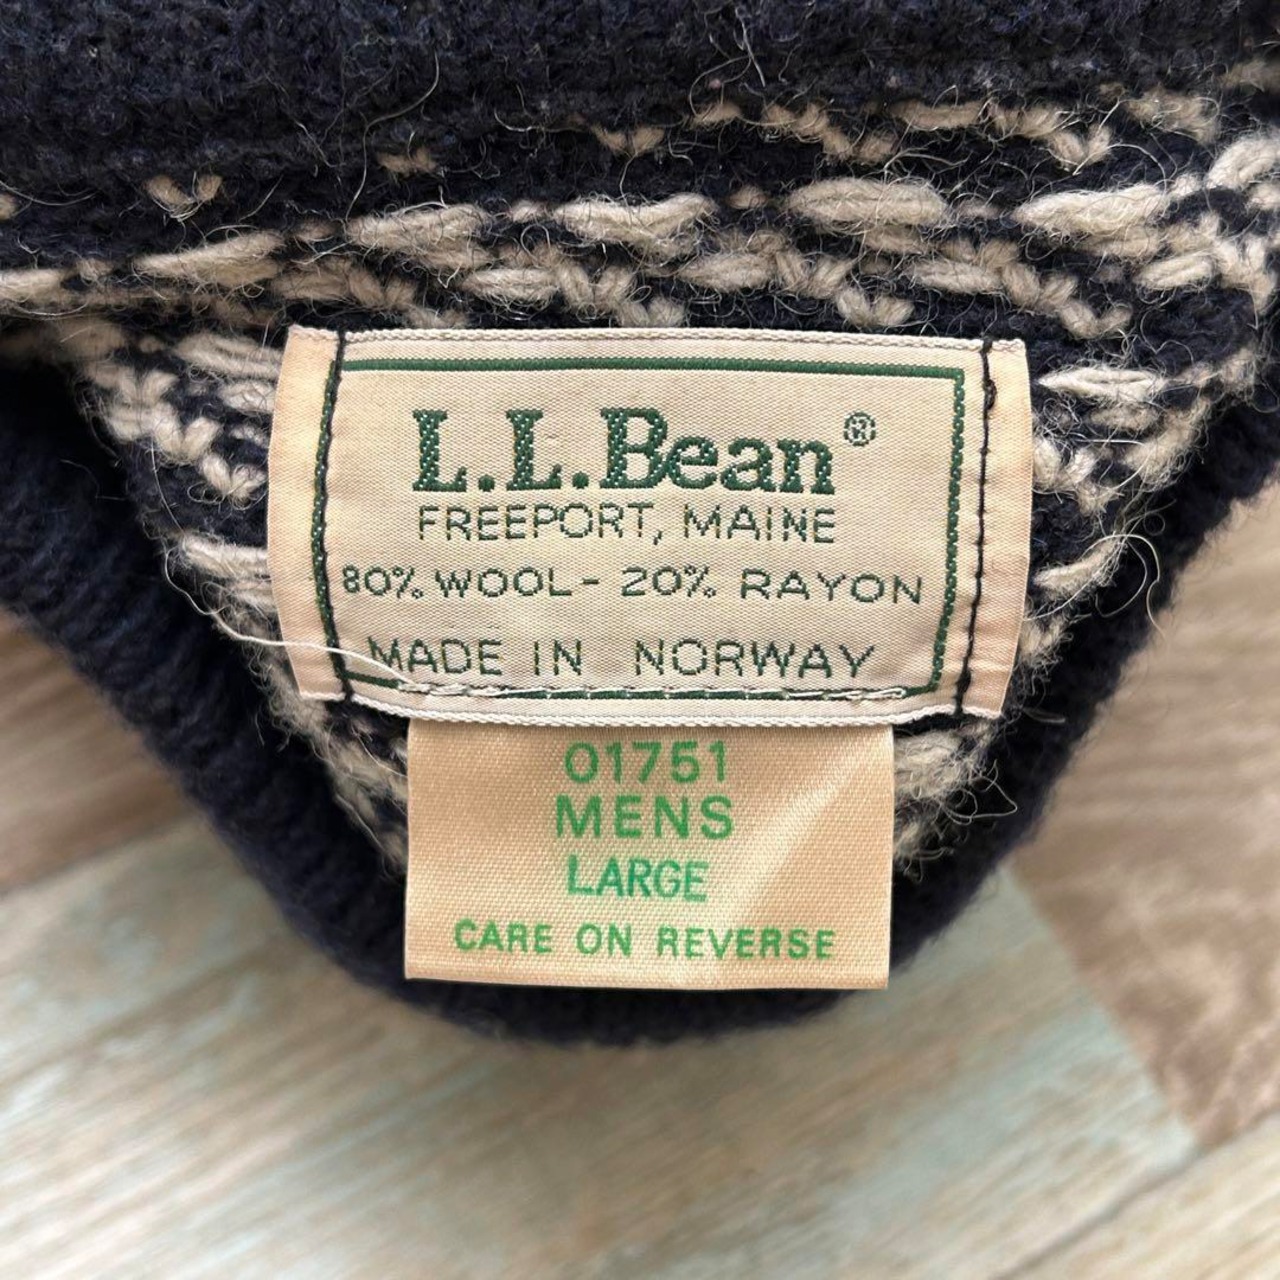 L.L.Bean®
FREEPORT, MAINE
80% WOOL- 20% RAYON
MADE IN NORWAY
01751
MENS
LARGE
CARE ON REVERSE